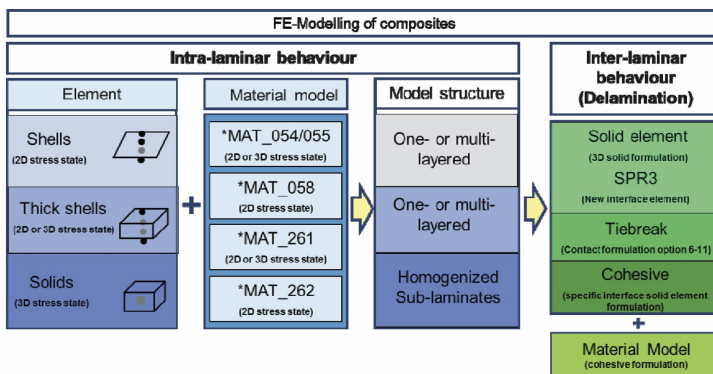 FE-Modelling of composites
Intra-laminar behaviour
Inter-laminar
behaviour
(Delamination)
Element
Shells
(2D stress state)
Thick shells
(2D or 3D stress state)
Solids
(3D stress state)
+
Material model
*MAT_054/055
(2D or 3D stress state)
*MAT_058
(2D stress state)
*MAT_261
(2D or 3D stress state)
*MAT_262
(2D stress state)
Model structure
One- or multi-
layered
One- or multi-
layered
Homogenized
Sub-laminates
Solid element
(3D solid formulation)
SPR3
(New interface element)
Tiebreak
(Contact formulation option 6-11)
Cohesive
(specific interface solid element
formulation)
+
Material Model
(cohesive formulation)